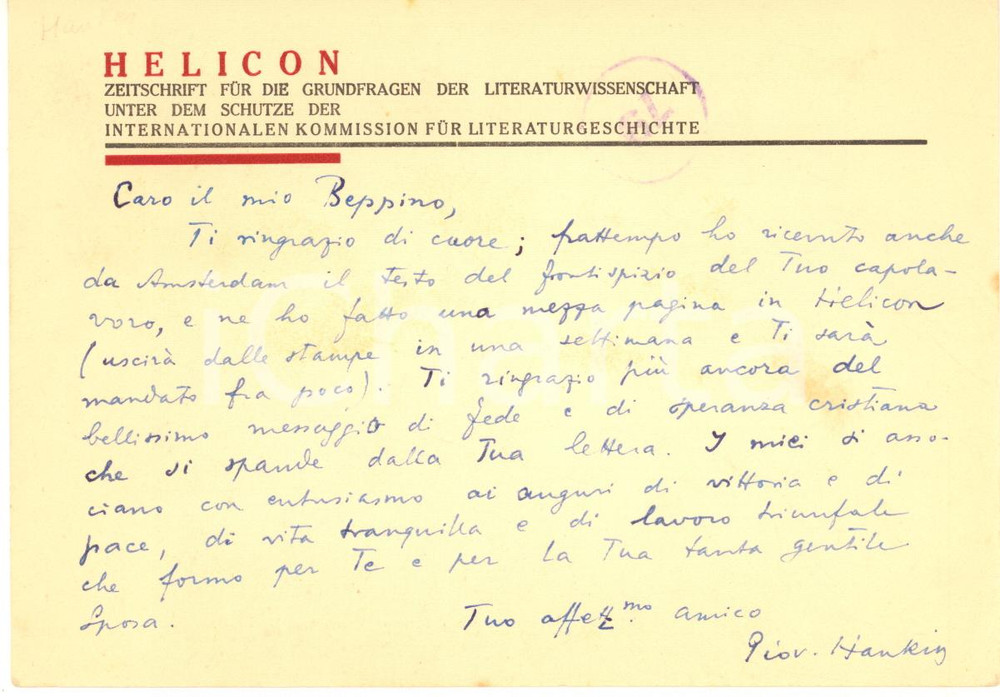 HELICON
ZEITSCHRIFT FÜR DIE GRUNDFRAGEN DER LITERATURWISSENSCHAFT
UNTER DEM SCHUTZE DER
INTERNATIONALEN KOMMISSION FÜR LITERATURGESCHICHTE
Caro il mio Beppino,
Ti ringrazio di cuore; frattempo ho ricevuto anche
da Amsterdam il testo del frontispizio del Tuo capola-
voro, e ne ho fatto una mezza pagina in Helicon
(uscirà dalle stampe in una settimana e Ti sarà
mandato fra poco). Ti ringrazio più ancora del
bellissimo messaggio di fede e di speranza cristiana
che si spande dalla Tua lettera. I miei si asso-
ciano con entusiasmo ai auguri di vittoria e di
pace, di vita tranquilla e di lavoro triunfale
che formo per Te e per la Tua tanta gentile
Sposa.
Tuo affezmo. amico
Giov. Hankiss
iCharta